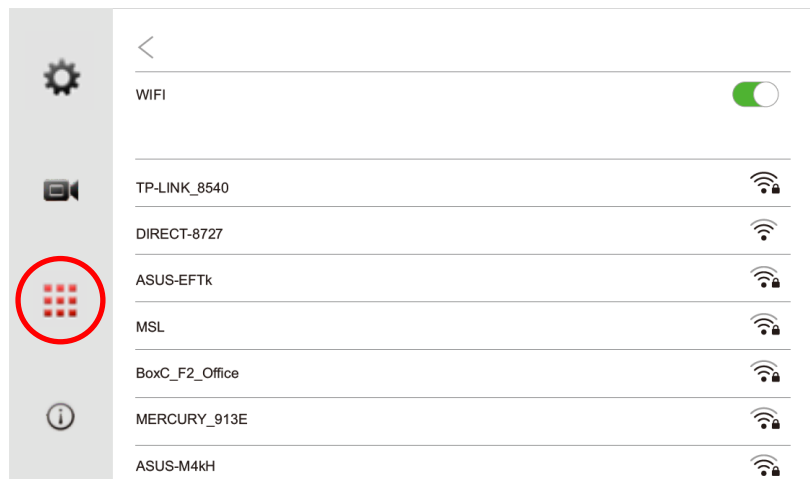 WIFI
TP-LINK_8540
DIRECT-8727
ASUS-EFTk
MSL
BoxC_F2_Office
MERCURY_913E
ASUS-M4kH